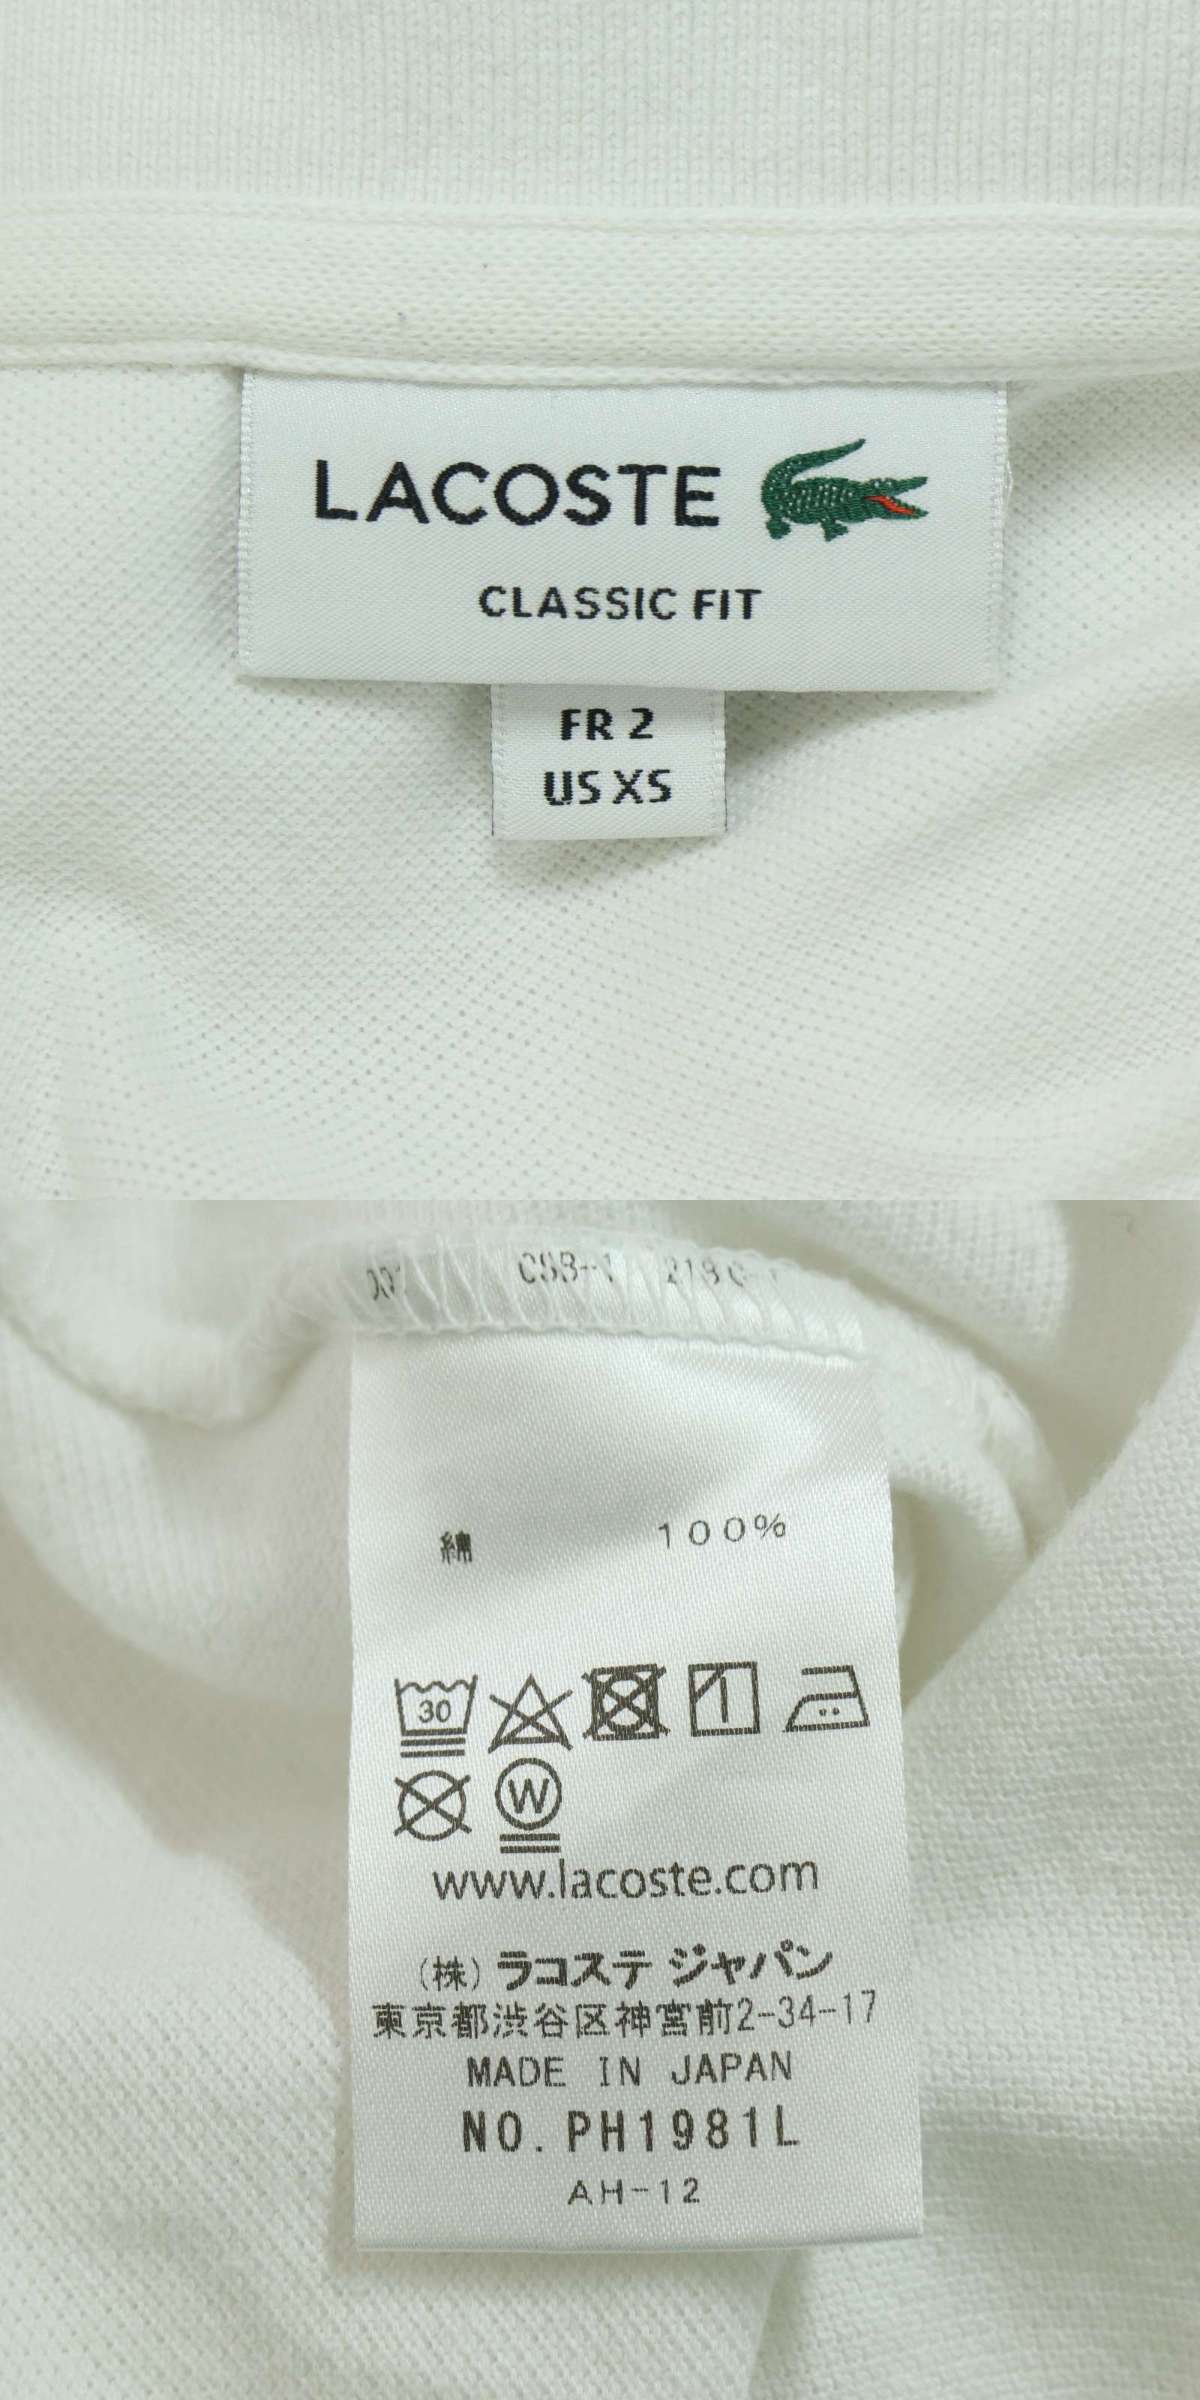 LACOSTE
CLASSIC FIT
FR 2
US XS
綿 100%
30
W
www.lacoste.com
(株) ラコステ ジャパン
東京都渋谷区神宮前2-34-17
MADE IN JAPAN
NO. PH1981L
AH-12